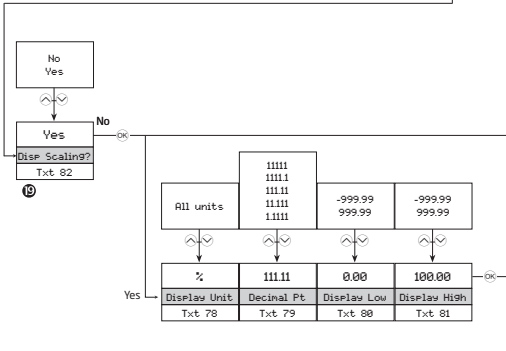 No
Yes
No
Yes
OK
Disp Scaling?
Txt 82
19
11111
1111.1
111.11
11.111
1.1111
All units
-999.99
999.99
-999.99
999.99
% 111.11 0.00 100.00 OK
Yes Display Unit Decimal Pt Display Low Display High
Txt 78 Txt 79 Txt 80 Txt 81